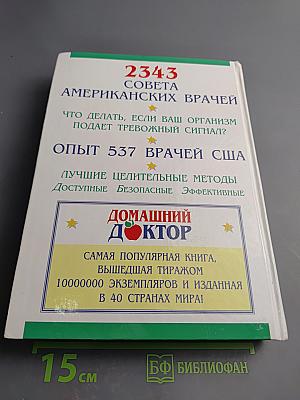 2343
СОВЕТА
АМЕРИКАНСКИХ ВРАЧЕЙ
ЧТО ДЕЛАТЬ, ЕСЛИ ВАШ ОРГАНИЗМ
ПОДАЕТ ТРЕВОЖНЫЙ СИГНАЛ?
ОПЫТ 537 ВРАЧЕЙ США
ЛУЧШИЕ ЦЕЛИТЕЛЬНЫЕ МЕТОДЫ
ДОСТУПНЫЕ БЕЗОПАСНЫЕ ЭФФЕКТИВНЫЕ
ДОМАШНИЙ
ДОКТОР
САМАЯ ПОПУЛЯРНАЯ КНИГА,
ВЫШЕДШАЯ ТИРАЖОМ
10000000 ЭКЗЕМПЛЯРОВ И ИЗДАННАЯ
В 40 СТРАНАХ МИРА!
15 СМ
БФ БИБЛИОФАН